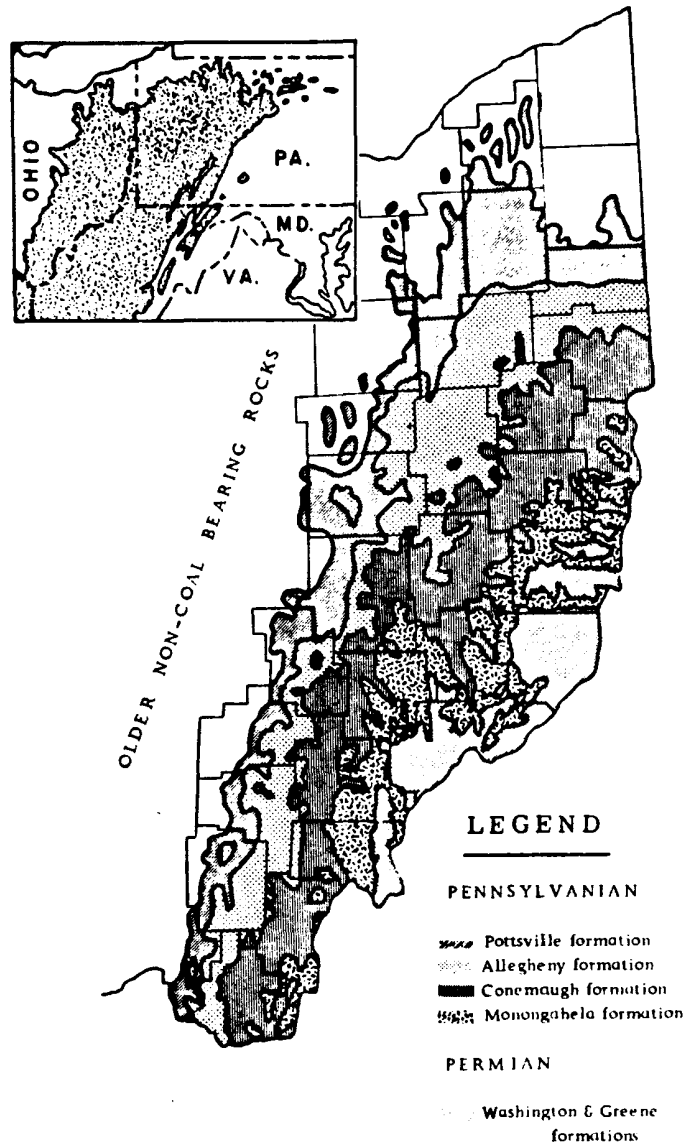 OHIO
PA.
MD.
VA.
OLDER NON-COAL BEARING ROCKS
LEGEND
PENNSYLVANIAN
Pottsville formation
Allegheny formation
Conemaugh formation
Monongahela formation
PERMIAN
Washington & Greene
formations